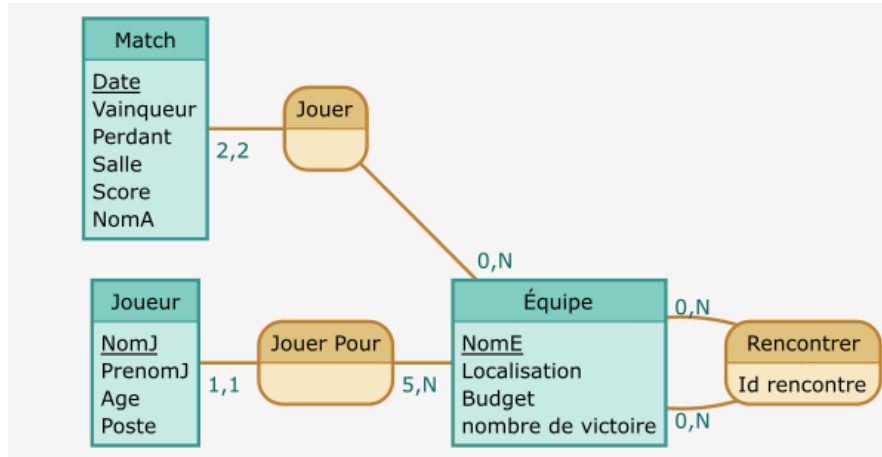 Match
Date
Vainqueur
Perdant
Salle
Score
NomA
Jouer
2,2
0,N
Joueur
NomJ
PrenomJ
Age
Poste
1,1
Jouer Pour
5,N
Équipe
NomE
Localisation
Budget
nombre de victoire
0,N
Rencontrer
Id rencontre
0,N